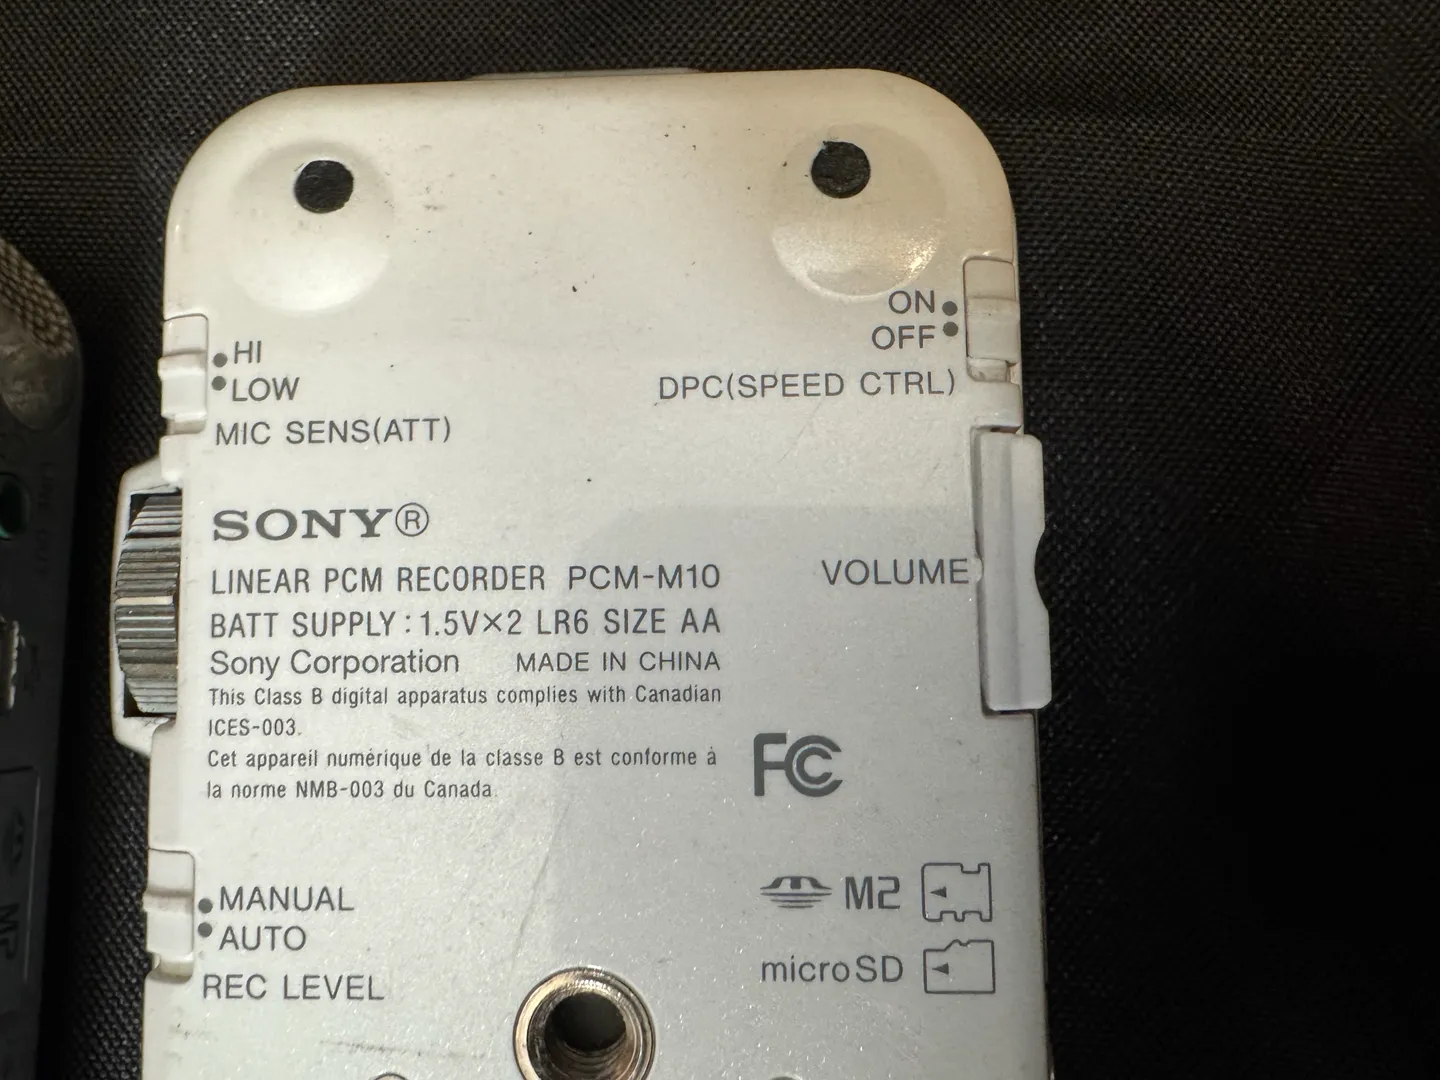 ON
OFF
DPC(SPEED CTRL)
HI
LOW
MIC SENS(ATT)
SONY®
LINEAR PCM RECORDER PCM-M10
BATT SUPPLY : 1.5V×2 LR6 SIZE AA
Sony Corporation MADE IN CHINA
This Class B digital apparatus complies with Canadian
ICES-003.
Cet appareil numérique de la classe B est conforme à
la norme NMB-003 du Canada.
VOLUME
FC
MANUAL
AUTO
REC LEVEL
M2
microSD